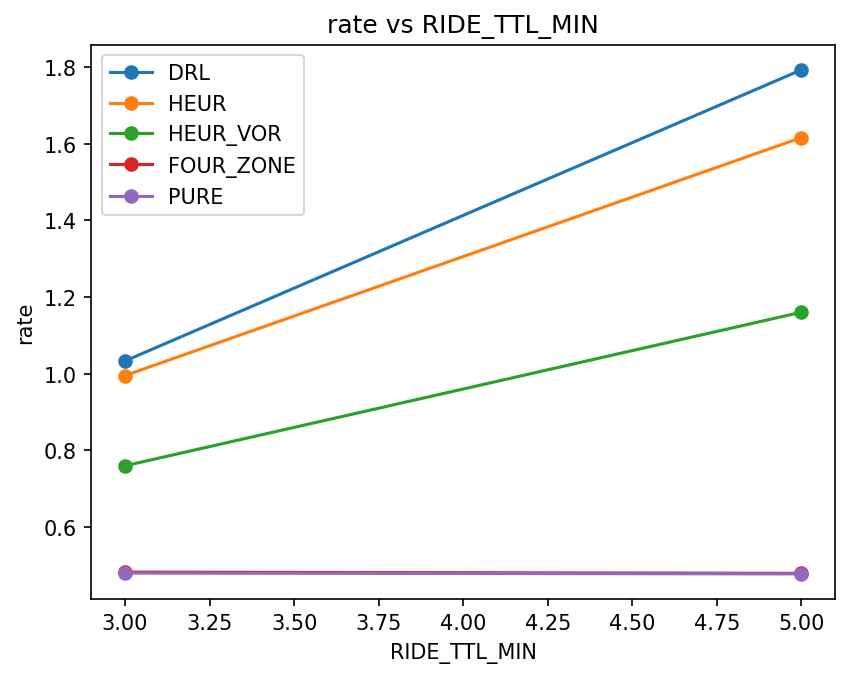 rate vs RIDE_TTL_MIN
DRL
HEUR
HEUR_VOR
FOUR_ZONE
PURE
rate
1.8
1.6
1.4
1.2
1.0
0.8
0.6
3.00 3.25 3.50 3.75 4.00 4.25 4.50 4.75 5.00
RIDE_TTL_MIN